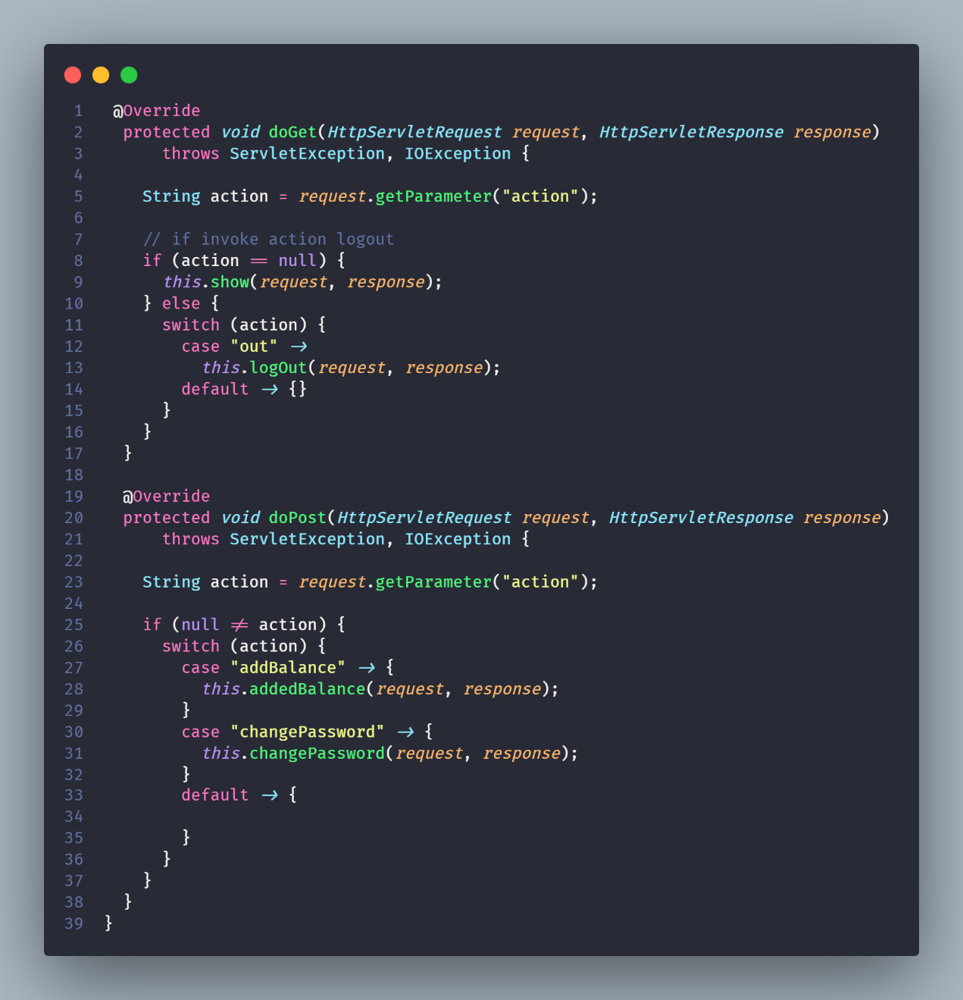 1 @Override
2 protected void doGet(HttpServletRequest request, HttpServletResponse response)
3 throws ServletException, IOException {
4
5 String action = request.getParameter("action");
6
7 // if invoke action logout
8 if (action == null) {
9 this.show(request, response);
10 } else {
11 switch (action) {
12 case "out" ->
13 this.logOut(request, response);
14 default -> {}
15 }
16 }
17 }
18
19 @Override
20 protected void doPost(HttpServletRequest request, HttpServletResponse response)
21 throws ServletException, IOException {
22
23 String action = request.getParameter("action");
24
25 if (null != action) {
26 switch (action) {
27 case "addBalance" -> {
28 this.addedBalance(request, response);
29 }
30 case "changePassword" -> {
31 this.changePassword(request, response);
32 }
33 default -> {
34
35 }
36 }
37 }
38 }
39 }